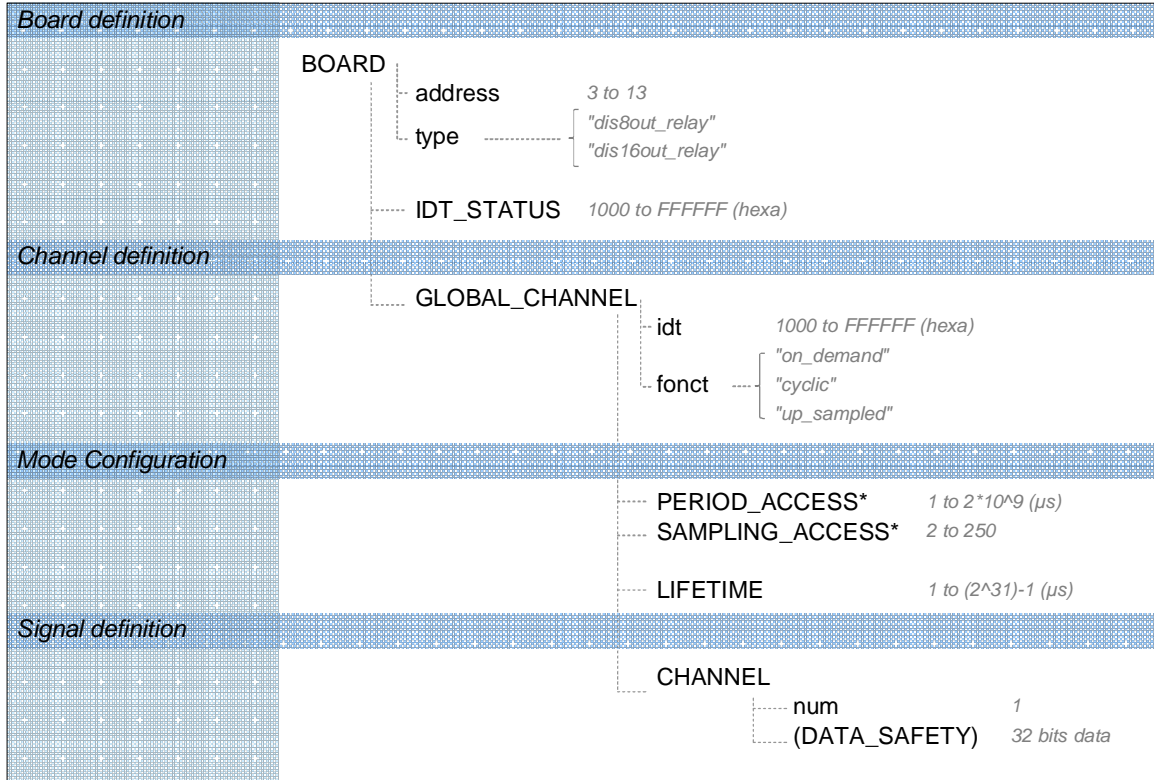 Board definition
BOARD
address 3 to 13
type "dis8out_relay"
"dis16out_relay"
IDT_STATUS 1000 to FFFFFF (hexa)
Channel definition
GLOBAL_CHANNEL
idt 1000 to FFFFFF (hexa)
"on_demand"
fonct "cyclic"
"up_sampled"
Mode Configuration
PERIOD_ACCESS* 1 to 2*10^9 (µs)
SAMPLING_ACCESS* 2 to 250
LIFETIME 1 to (2^31)-1 (µs)
Signal definition
CHANNEL
num 1
(DATA_SAFETY) 32 bits data